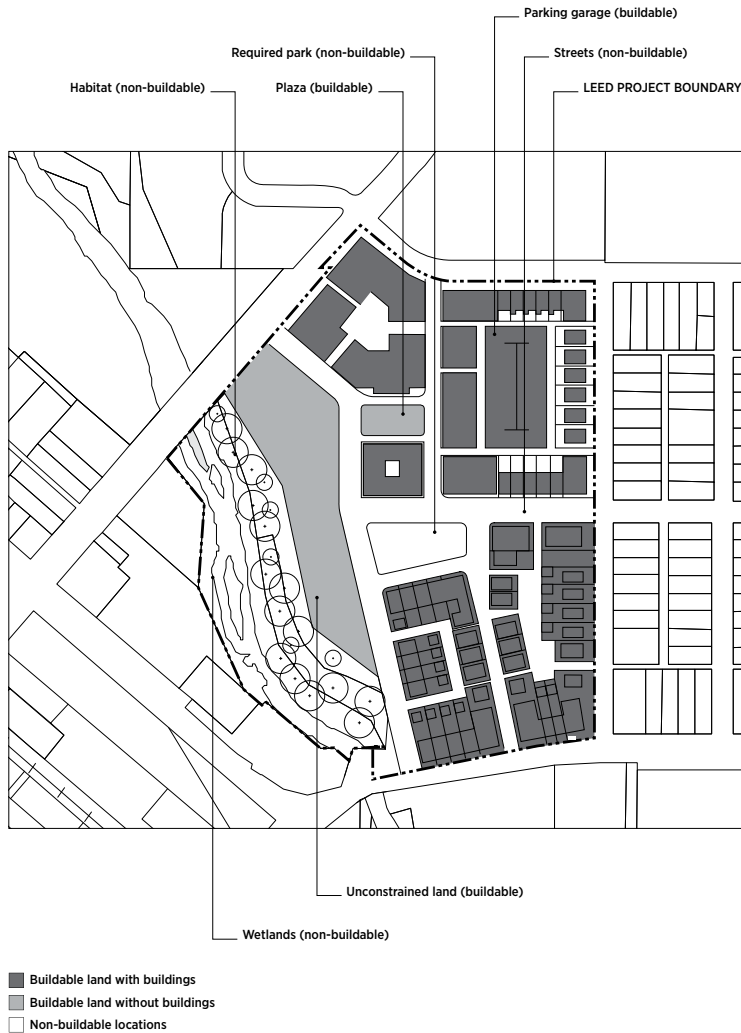 Parking garage (buildable)
Required park (non-buildable)
Streets (non-buildable)
Habitat (non-buildable)
Plaza (buildable)
LEED PROJECT BOUNDARY
Unconstrained land (buildable)
Wetlands (non-buildable)
Buildable land with buildings
Buildable land without buildings
Non-buildable locations